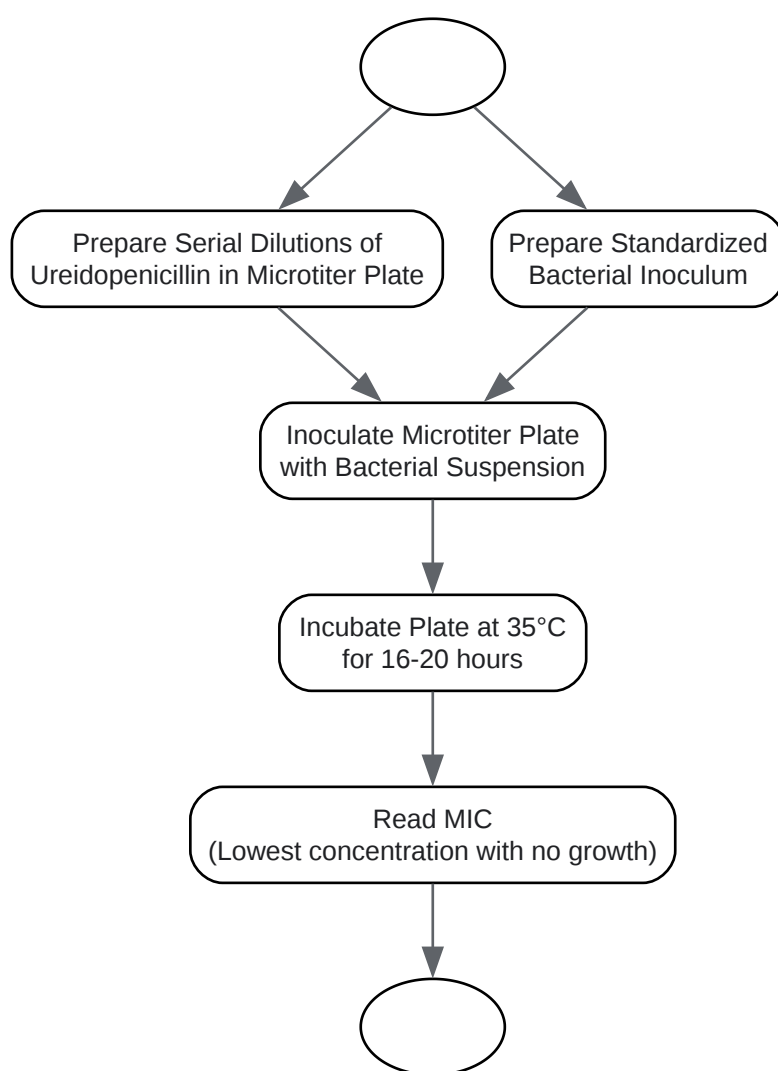 Prepare Serial Dilutions of
Ureidopenicillin in Microtiter Plate
Prepare Standardized
Bacterial Inoculum
Inoculate Microtiter Plate
with Bacterial Suspension
Incubate Plate at 35°C
for 16-20 hours
Read MIC
(Lowest concentration with no growth)